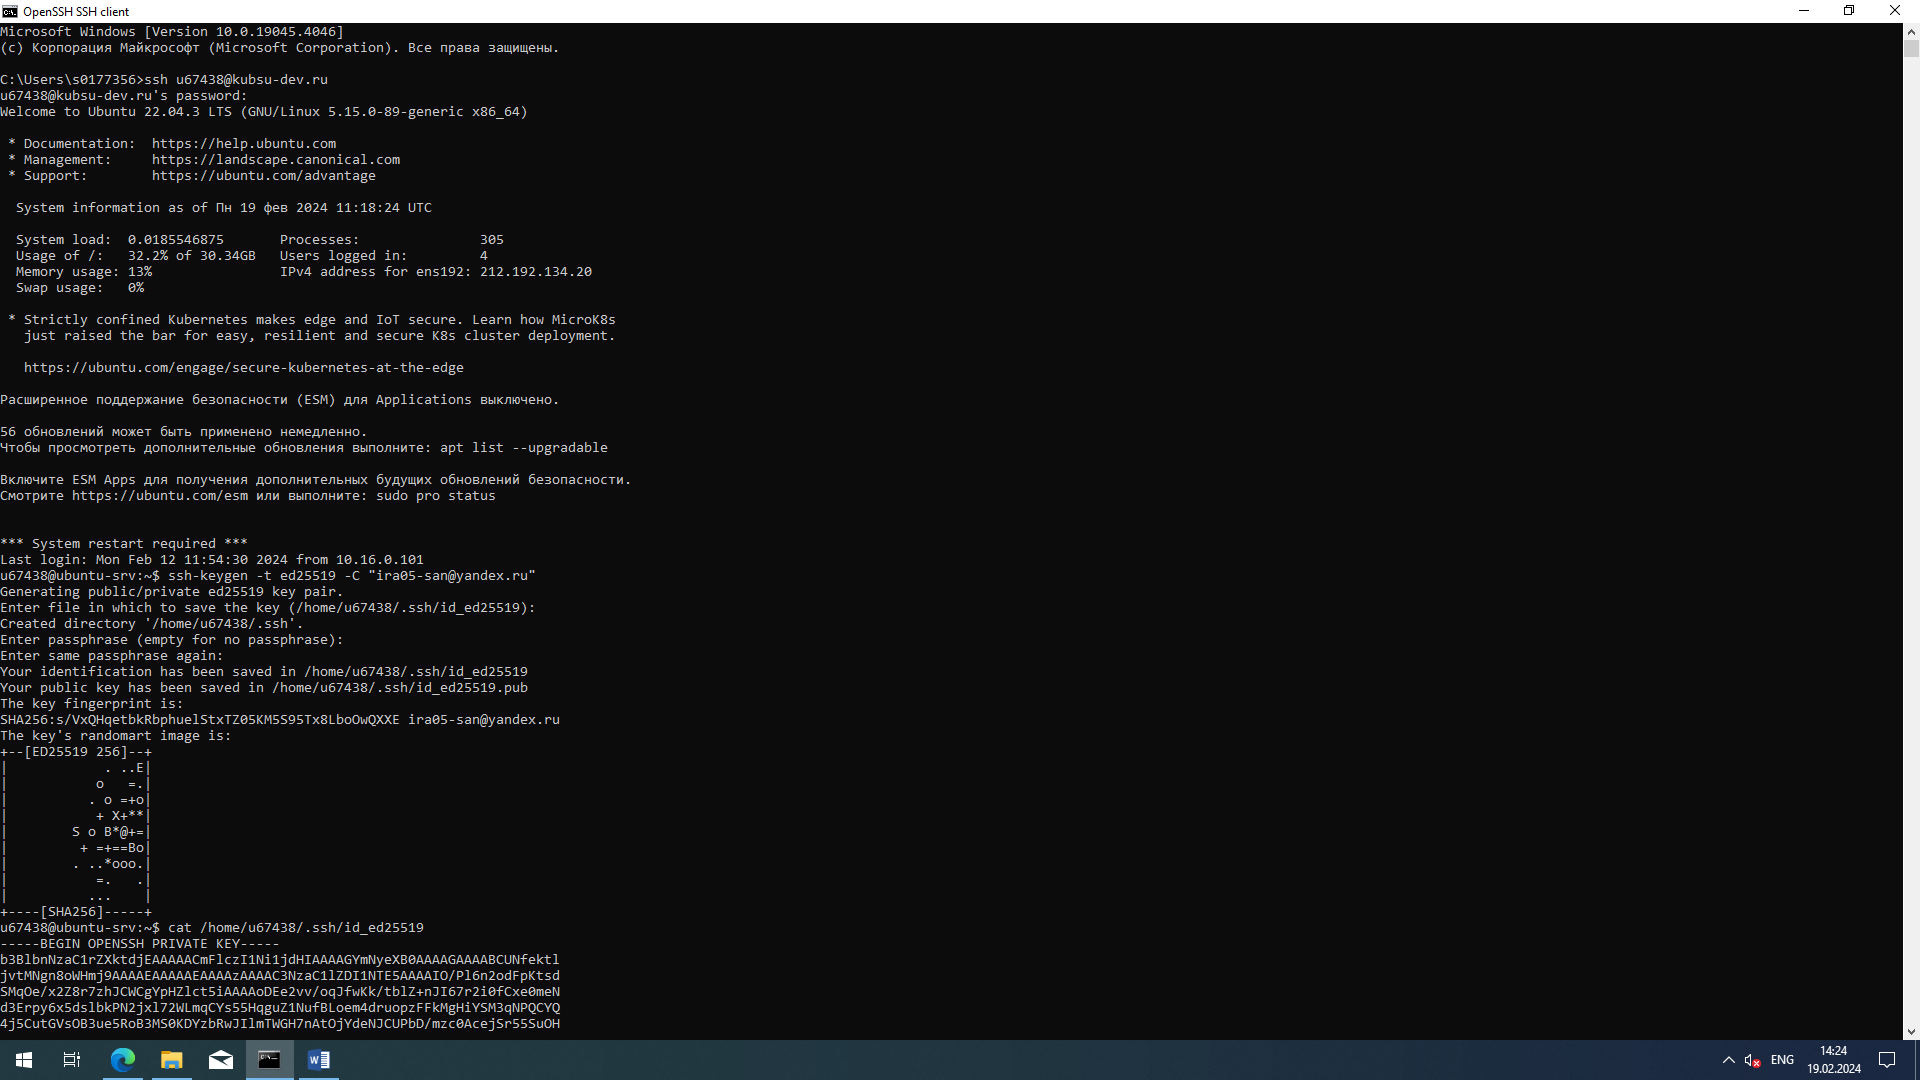 OpenSSH SSH client
Microsoft Windows [Version 10.0.19045.4046]
(c) Корпорация Майкрософт (Microsoft Corporation). Все права защищены.
C:\Users\s0177356>ssh u67438@kubsu-dev.ru
u67438@kubsu-dev.ru's password:
Welcome to Ubuntu 22.04.3 LTS (GNU/Linux 5.15.0-89-generic x86_64)
* Documentation:  https://help.ubuntu.com
* Management:     https://landscape.canonical.com
* Support:        https://ubuntu.com/advantage
System information as of Пн 19 фев 2024 11:18:24 UTC
System load:  0.0185546875       Processes:               305
Usage of /:   32.2% of 30.34GB   Users logged in:         4
Memory usage: 13%                IPv4 address for ens192: 212.192.134.20
Swap usage:   0%
* Strictly confined Kubernetes makes edge and IoT secure. Learn how MicroK8s
just raised the bar for easy, resilient and secure K8s cluster deployment.
https://ubuntu.com/engage/secure-kubernetes-at-the-edge
Расширенное поддержание безопасности (ESM) для Applications выключено.
56 обновлений может быть применено немедленно.
Чтобы просмотреть дополнительные обновления выполните: apt list --upgradable
Включите ESM Apps для получения дополнительных будущих обновлений безопасности.
Смотрите https://ubuntu.com/esm или выполните: sudo pro status
*** System restart required ***
Last login: Mon Feb 12 11:54:30 2024 from 10.16.0.101
u67438@ubuntu-srv:~$ ssh-keygen -t ed25519 -C "ira05-san@yandex.ru"
Generating public/private ed25519 key pair.
Enter file in which to save the key (/home/u67438/.ssh/id_ed25519):
Created directory '/home/u67438/.ssh'.
Enter passphrase (empty for no passphrase):
Enter same passphrase again:
Your identification has been saved in /home/u67438/.ssh/id_ed25519
Your public key has been saved in /home/u67438/.ssh/id_ed25519.pub
The key fingerprint is:
SHA256:s/VxQHqetbkRbphuelStxTZ05KM5S95Tx8LboOwQXXE ira05-san@yandex.ru
The key's randomart image is:
+--[ED25519 256]--+
|            . ..E|
|           o   =.|
|          . o =+o|
|           + X+**|
|        S o B*@+=|
|         + =+==Bo|
|        . ..*ooo.|
|           =.   .|
|          ...    |
+----[SHA256]-----+
u67438@ubuntu-srv:~$ cat /home/u67438/.ssh/id_ed25519
-----BEGIN OPENSSH PRIVATE KEY-----
b3BlbnNzaC1rZXktdjEAAAAACmFlczI1Ni1jdHIAAAAGYmNyeXB0AAAAGAAAABCUNfektl
jvtMNgn8oWHmj9AAAAEAAAAAEAAAAzAAAAC3NzaC1lZDI1NTE5AAAAIO/Pl6n2odFpKtsd
SMqOe/x2Z8r7zhJCWCgYpHZlct5iAAAAoDEe2vv/oqJfwKk/tblZ+nJI67r2i0fCxe0meN
d3Erpy6x5dslbkPN2jxl72WLmqCYs55HqguZ1NufBLoem4druopzFFkMgHiYSM3qNPQCYQ
4j5CutGVsOB3ue5RoB3MS0KDYzbRwJIlmTWGH7nAtOjYdeNJCUPbD/mzc0AcejSr55SuOH
ENG
14:24
19.02.2024